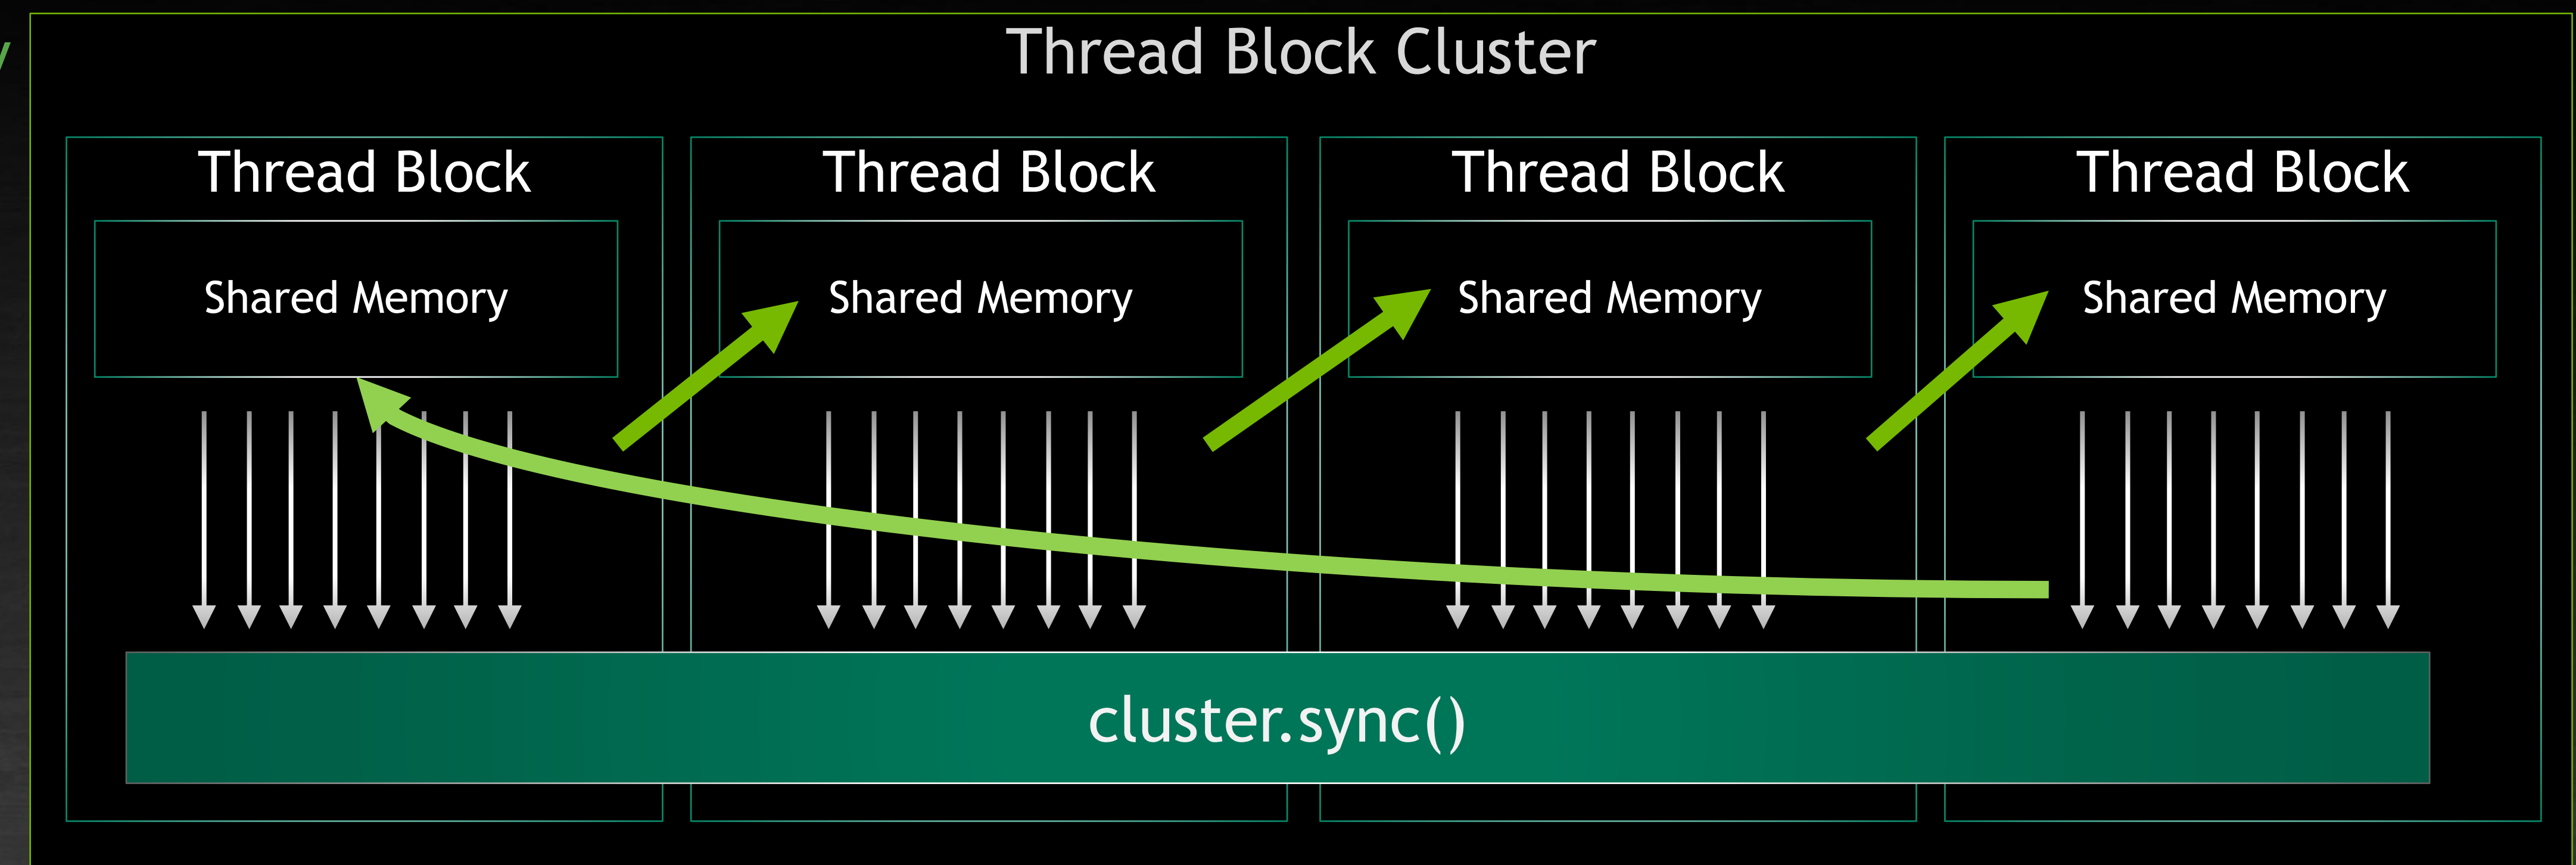 Thread Block Cluster
Thread Block
Thread Block
Thread Block
Thread Block
Shared Memory
Shared Memory
Shared Memory
Shared Memory
cluster.sync()